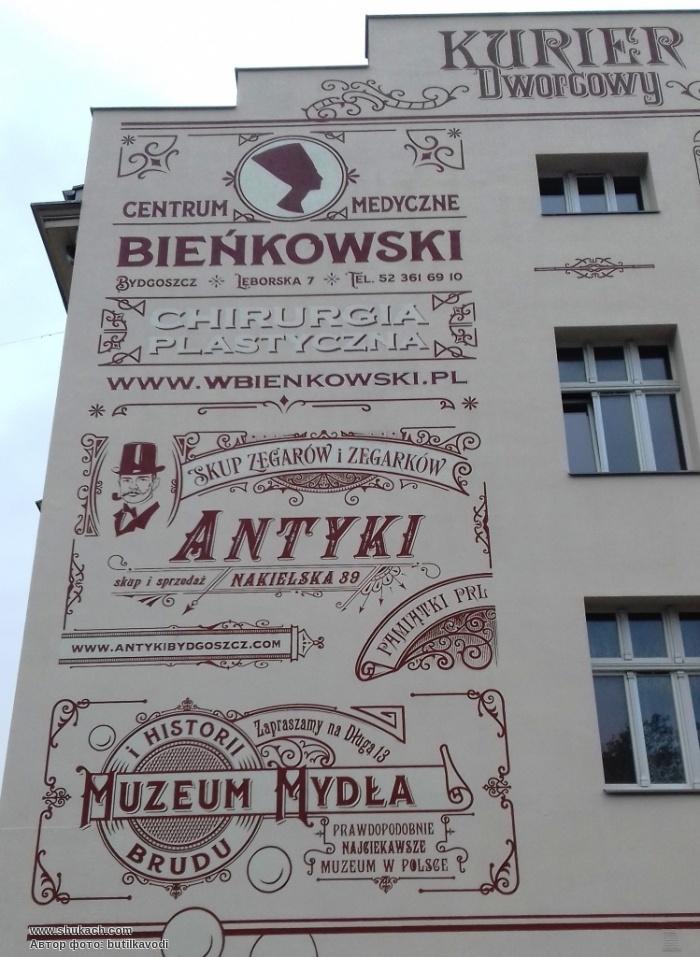 KURIER
Dworcowy
CENTRUM MEDYCZNE
BIEŃKOWSKI
BYDGOSZCZ LĘBORSKA 7 TEL. 52 361 69 10
CHIRURGIA
PLASTYCZNA
WWW.WBIENKOWSKI.PL
SKUP ZEGARÓW i ZEGARKÓW
ANTYKI
skup i sprzedaż NAKIELSKA 89
PAMIĄTKI PRL
WWW.ANTYKIBYDGOSZCZ.COM
Zapraszamy na Długą 13
MUZEUM MYDŁA
i HISTORII
BRUDU
PRAWDOPODOBNIE
NAJCIEKAWSZE
MUZEUM W POLSCE
www.shukach.com
Автор фото: butilkavodi